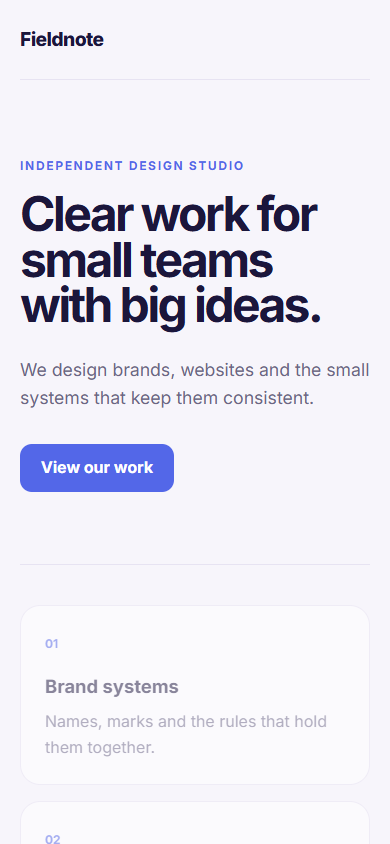 Fieldnote
INDEPENDENT DESIGN STUDIO
Clear work for
small teams
with big ideas.
We design brands, websites and the small
systems that keep them consistent.
View our work
01
Brand systems
Names, marks and the rules that hold
them together.
02